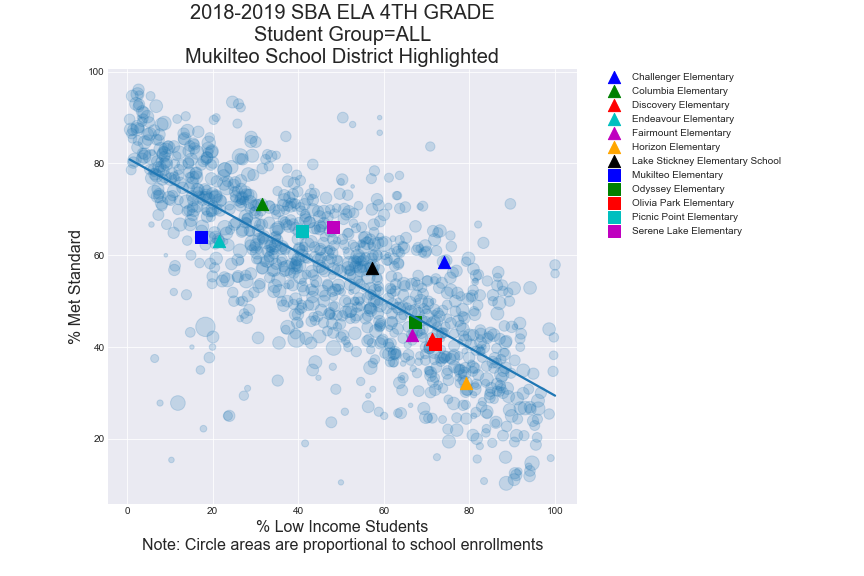 2018-2019 SBA ELA 4TH GRADE
Student Group=ALL
Mukilteo School District Highlighted
% Met Standard
100
80
60
40
20
0
20
40
60
80
100
% Low Income Students
Note: Circle areas are proportional to school enrollments
Challenger Elementary
Columbia Elementary
Discovery Elementary
Endeavour Elementary
Fairmount Elementary
Horizon Elementary
Lake Stickney Elementary School
Mukilteo Elementary
Odyssey Elementary
Olivia Park Elementary
Picnic Point Elementary
Serene Lake Elementary